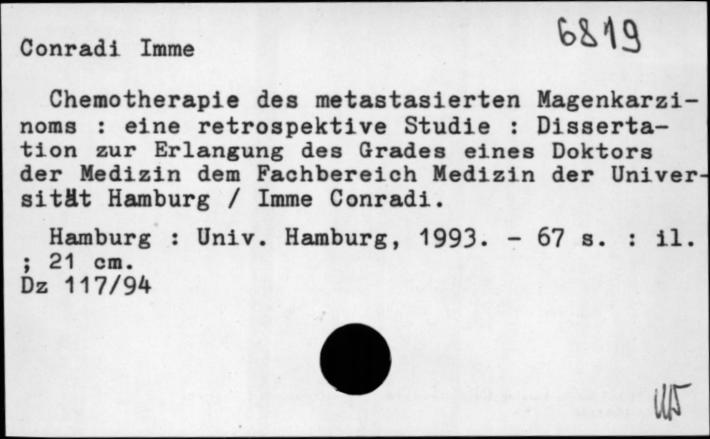 6819
Conradi Imme
Chemotherapie des metastasierten Magenkarzi-
noms : eine retrospektive Studie : Disserta-
tion zur Erlangung des Grades eines Doktors
der Medizin dem Fachbereich Medizin der Univer-
sität Hamburg / Imme Conradi.
Hamburg : Univ. Hamburg, 1993. - 67 s. : il.
; 21 cm.
Dz 117/94